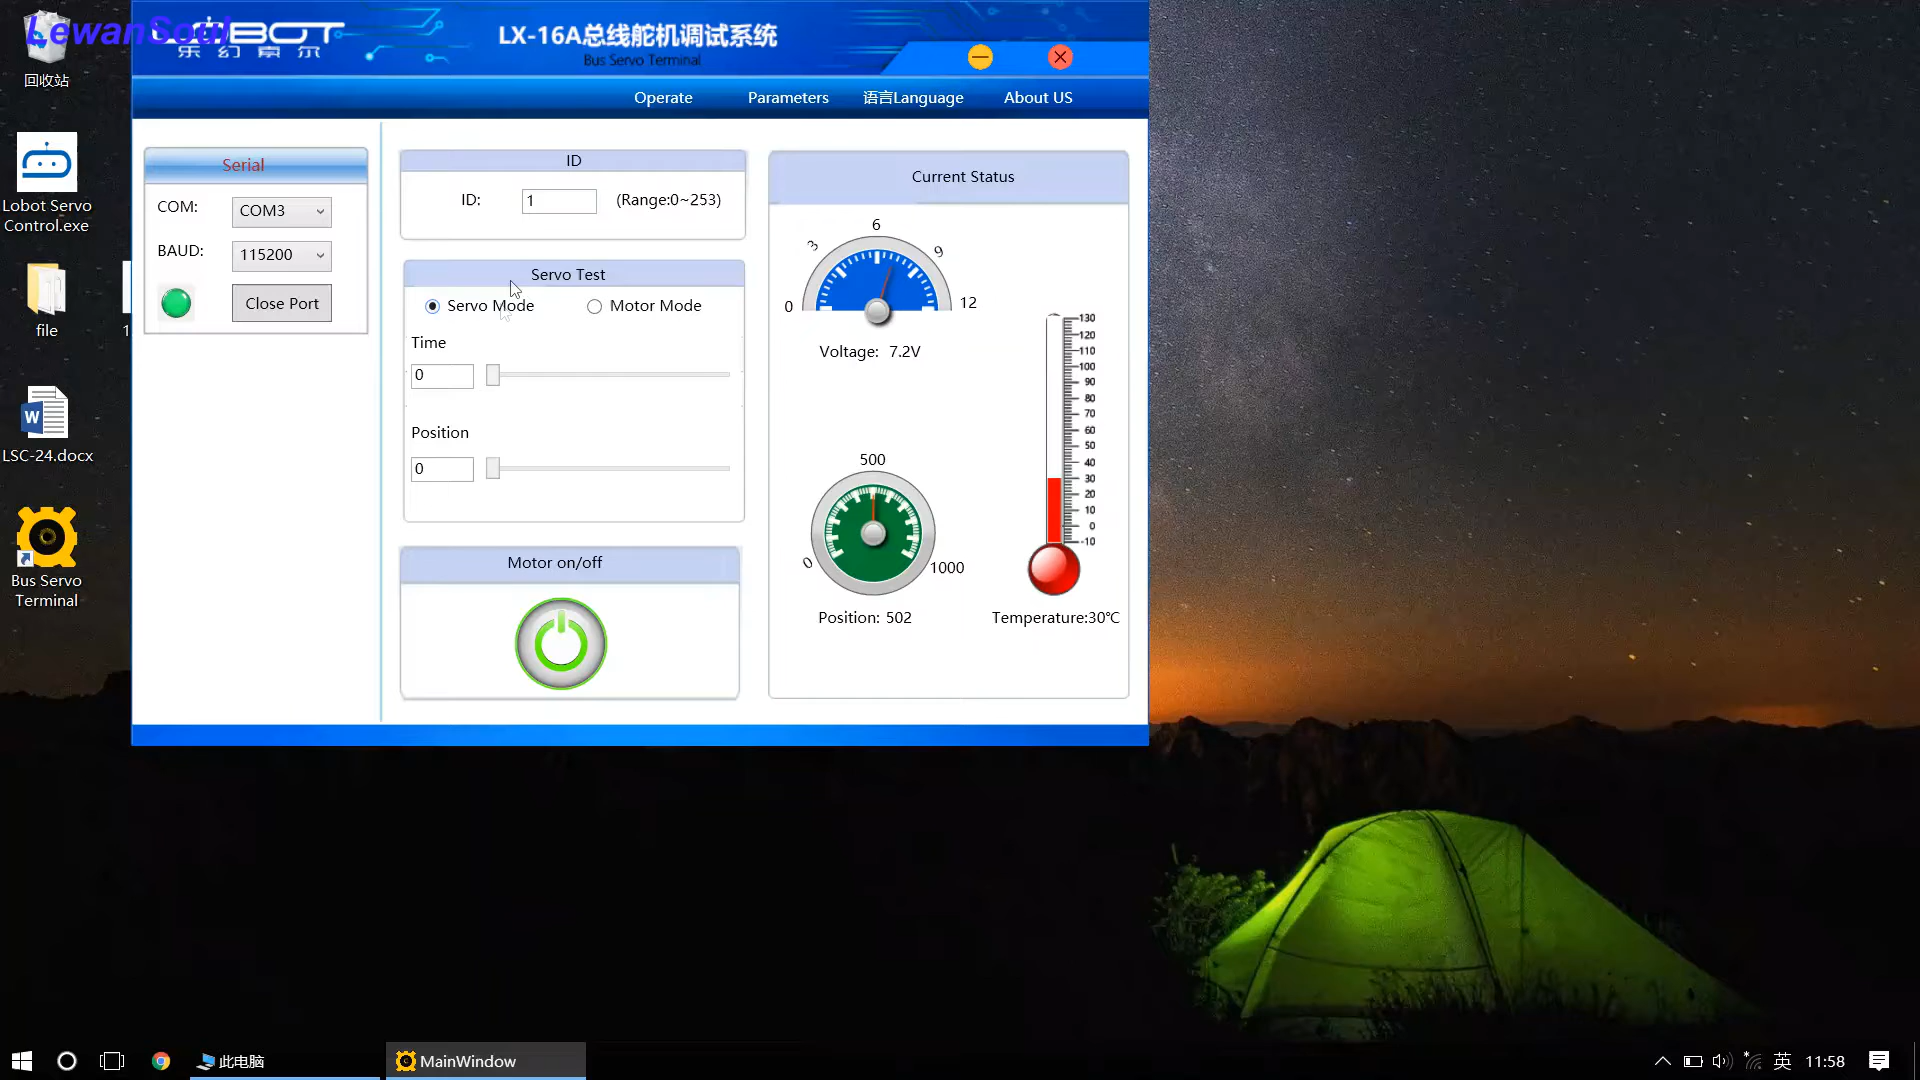 LewanSoul
回收站
Lobot Servo
Control.exe
file
LSC-24.docx
Bus Servo
Terminal
乐幻索尔
LX-16A总线舵机调试系统
Bus Servo Terminal
Operate
Parameters
语言Language
About US
Serial
COM:
COM3
BAUD:
115200
Close Port
ID
ID:
1
(Range:0~253)
Servo Test
Servo Mode
Motor Mode
Time
0
Position
0
Motor on/off
Current Status
0
3
6
9
12
Voltage: 7.2V
0
500
1000
Position: 502
130
120
110
100
90
80
70
60
50
40
30
20
10
0
-10
Temperature:30℃
此电脑
MainWindow
英
11:58